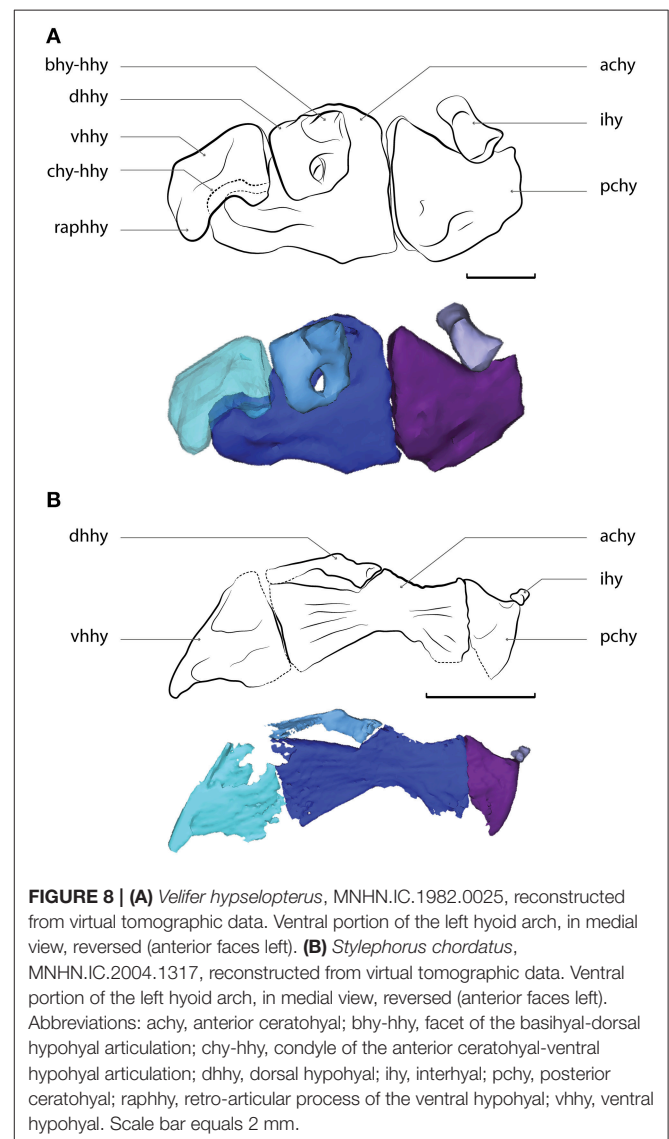 A
bhy-hhy
achy
dhhy
ihy
vhhy
chy-hhy
pchy
raphhy
B
dhhy
achy
ihy
vhhy
pchy
FIGURE 8 | (A) Velifer hypselopterus, MNHN.IC.1982.0025, reconstructed
from virtual tomographic data. Ventral portion of the left hyoid arch, in medial
view, reversed (anterior faces left). (B) Stylephorus chordatus,
MNHN.IC.2004.1317, reconstructed from virtual tomographic data. Ventral
portion of the left hyoid arch, in medial view, reversed (anterior faces left).
Abbreviations: achy, anterior ceratohyal; bhy-hhy, facet of the basihyal-dorsal
hypohyal articulation; chy-hhy, condyle of the anterior ceratohyal-ventral
hypohyal articulation; dhhy, dorsal hypohyal; ihy, interhyal; pchy, posterior
ceratohyal; raphhy, retro-articular process of the ventral hypohyal; vhhy, ventral
hypohyal. Scale bar equals 2 mm.